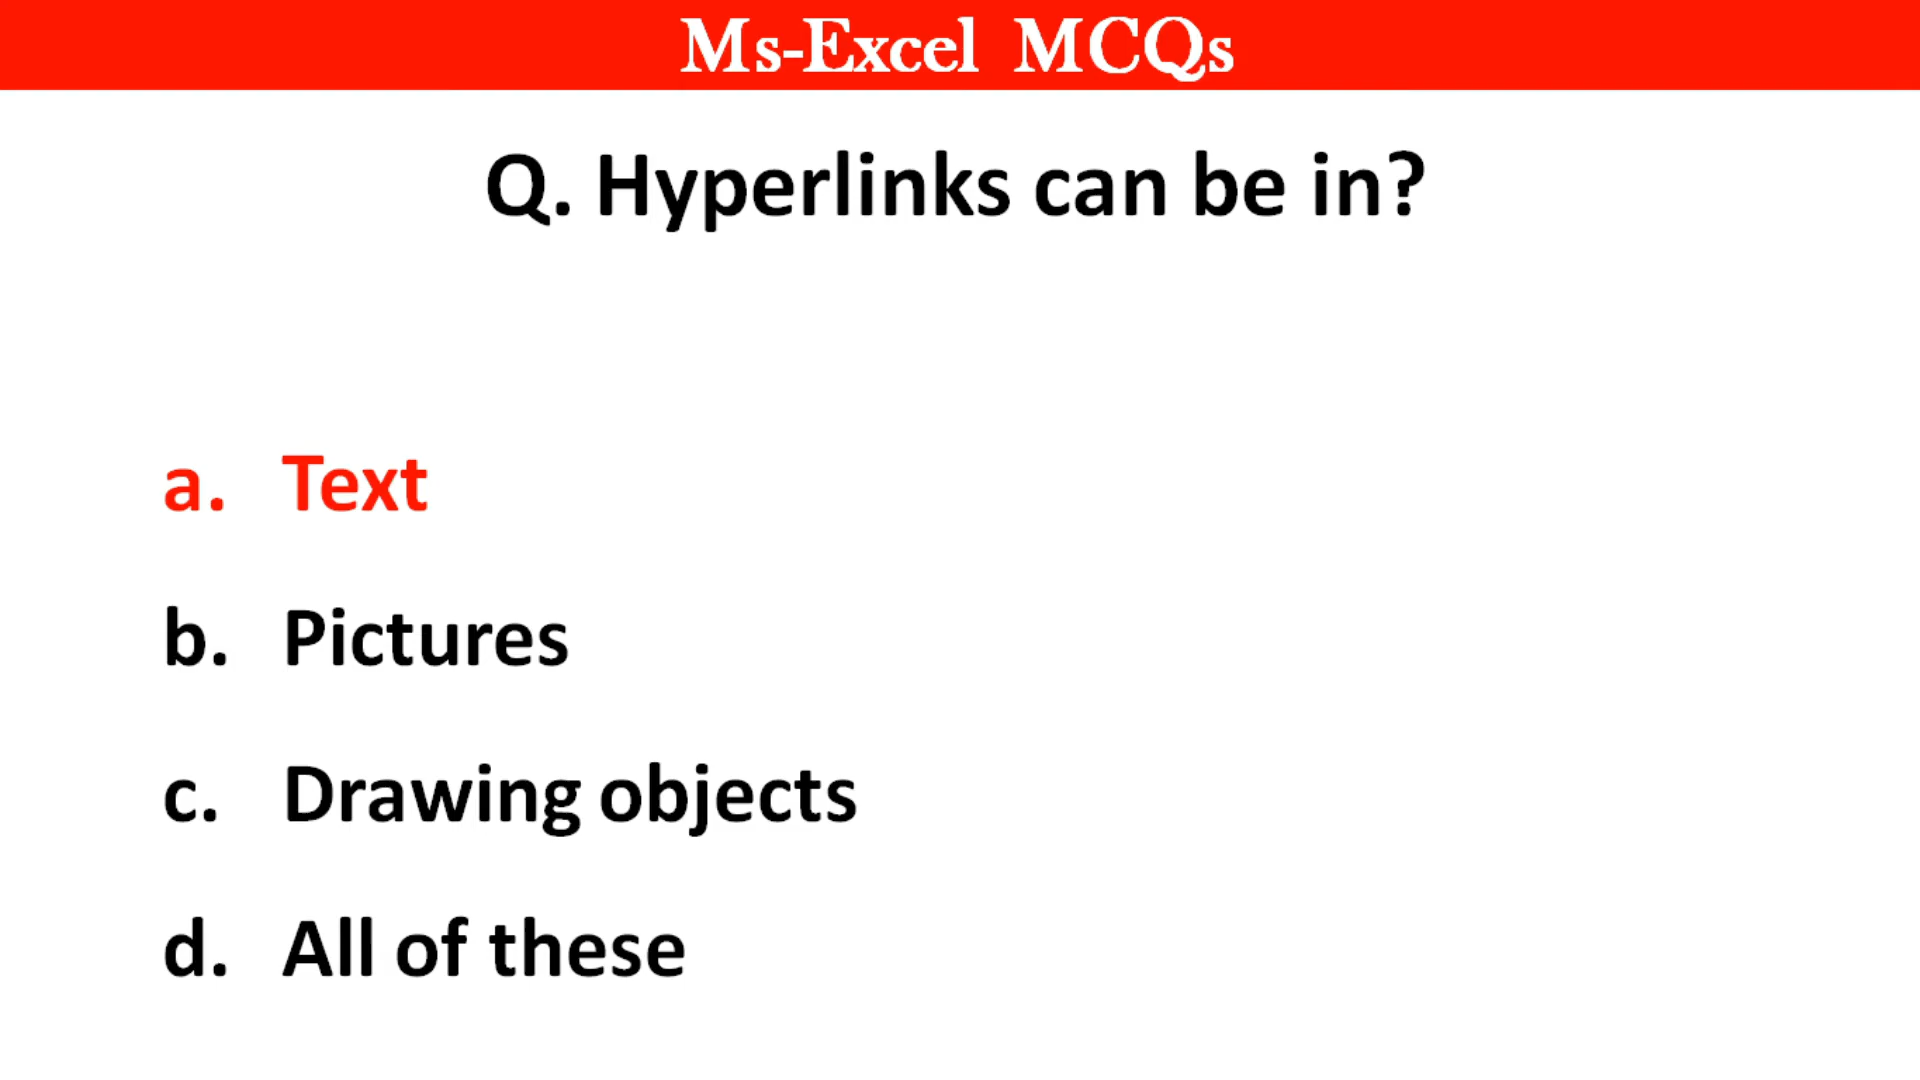 Ms-Excel MCQs
Q. Hyperlinks can be in?
a. Text
b. Pictures
c. Drawing objects
d. All of these